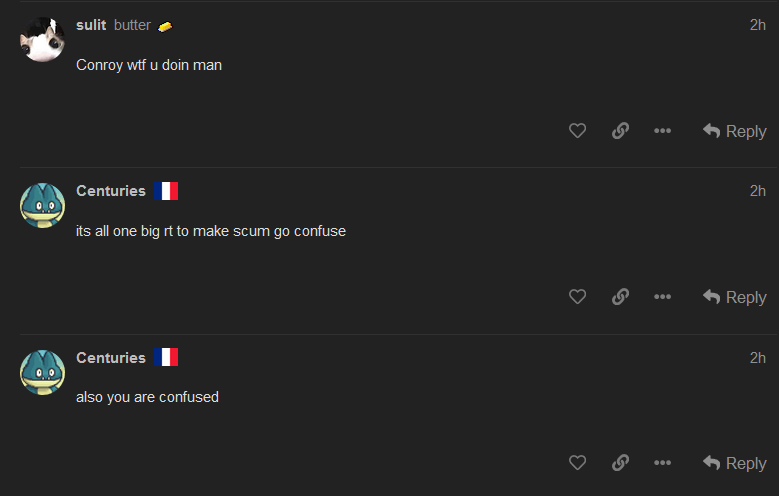 sulit butter 2h
Conroy wtf u doin man
Reply
Centuries 2h
its all one big rt to make scum go confuse
Reply
Centuries 2h
also you are confused
Reply